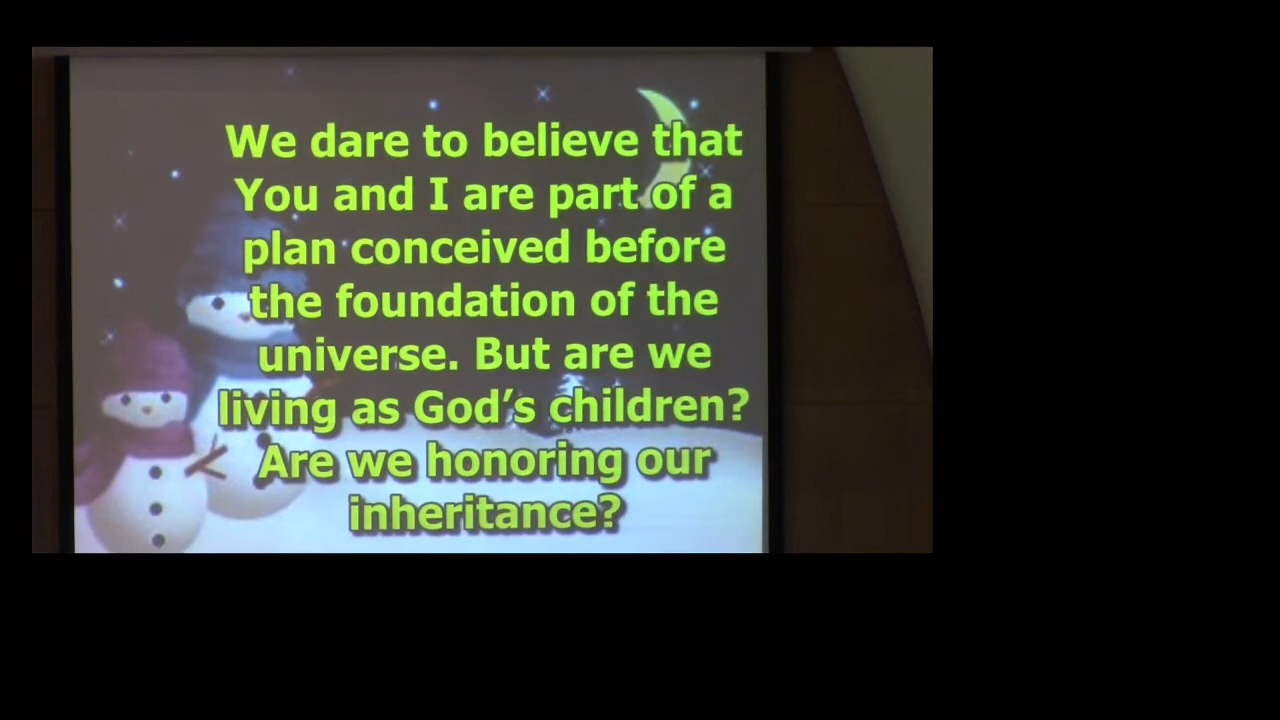 We dare to believe that
You and I are part of a
plan conceived before
the foundation of the
universe. But are we
living as God’s children?
Are we honoring our
inheritance?